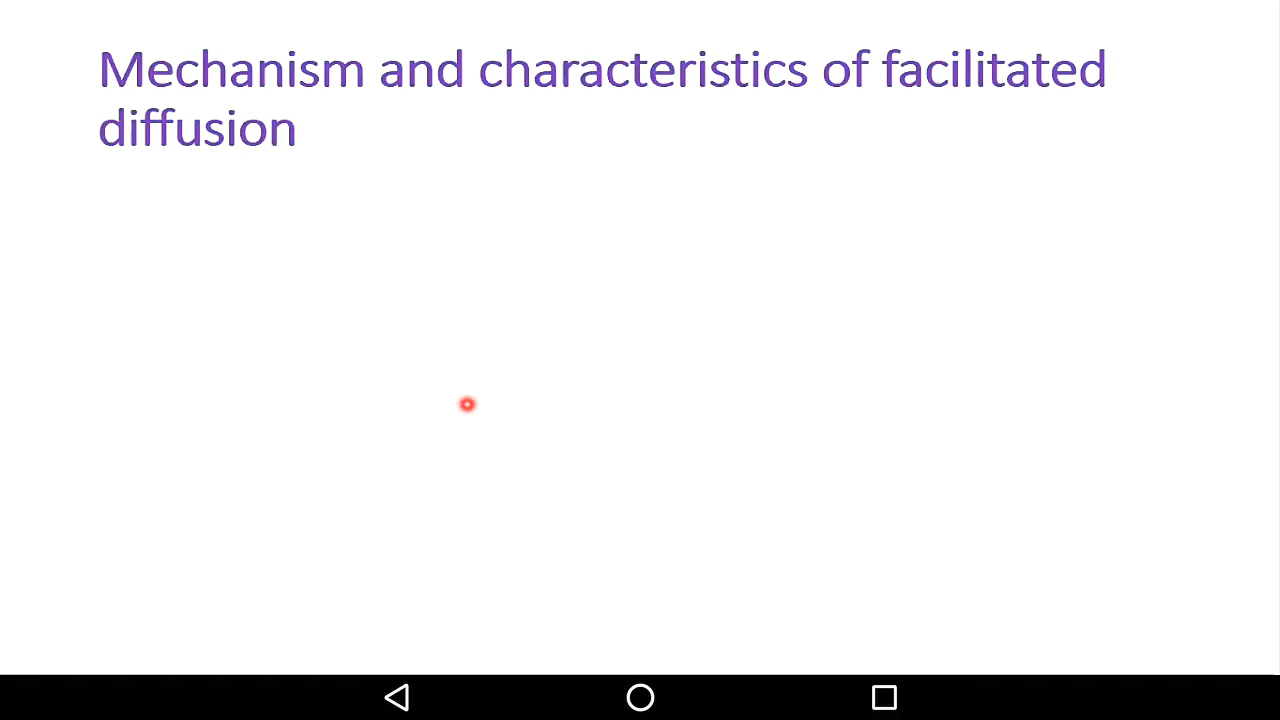 Mechanism and characteristics of facilitated
diffusion